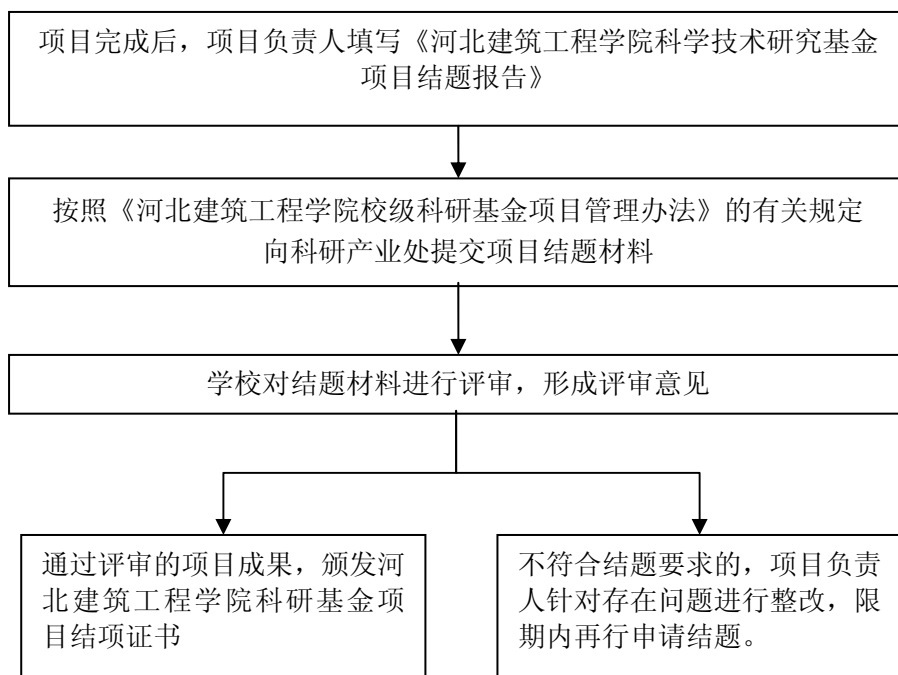 项目完成后，项目负责人填写《河北建筑工程学院科学技术研究基金
项目结题报告》
按照《河北建筑工程学院校级科研基金项目管理办法》的有关规定
向科研产业处提交项目结题材料
学校对结题材料进行评审，形成评审意见
通过评审的项目成果，颁发河
北建筑工程学院科研基金项
目结项证书
不符合结题要求的，项目负责
人针对存在问题进行整改，限
期内再行申请结题。